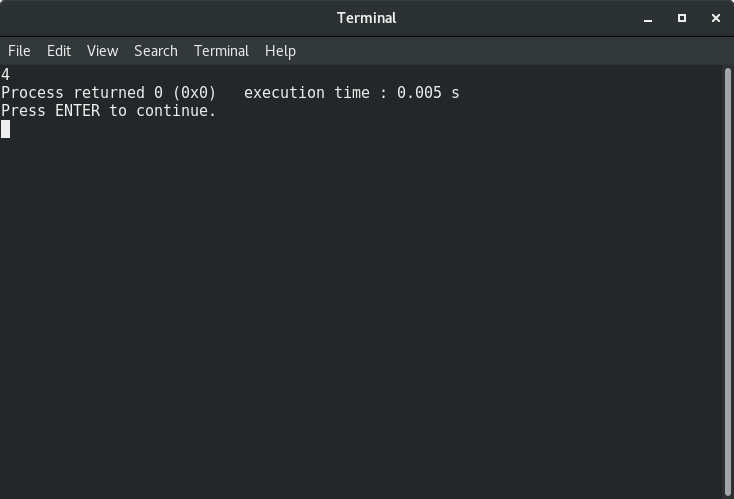 Terminal
File Edit View Search Terminal Help
4
Process returned 0 (0x0)   execution time : 0.005 s
Press ENTER to continue.